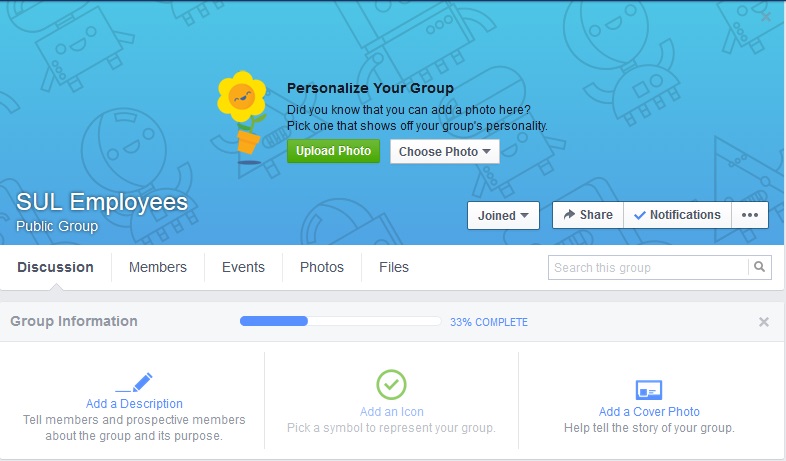 Personalize Your Group
Did you know that you can add a photo here?
Pick one that shows off your group's personality.
Upload Photo
Choose Photo
SUL Employees
Public Group
Joined
Share
Notifications
Discussion
Members
Events
Photos
Files
Search this group
Group Information
33% COMPLETE
Add a Description
Tell members and prospective members
about the group and its purpose.
Add an Icon
Pick a symbol to represent your group.
Add a Cover Photo
Help tell the story of your group.